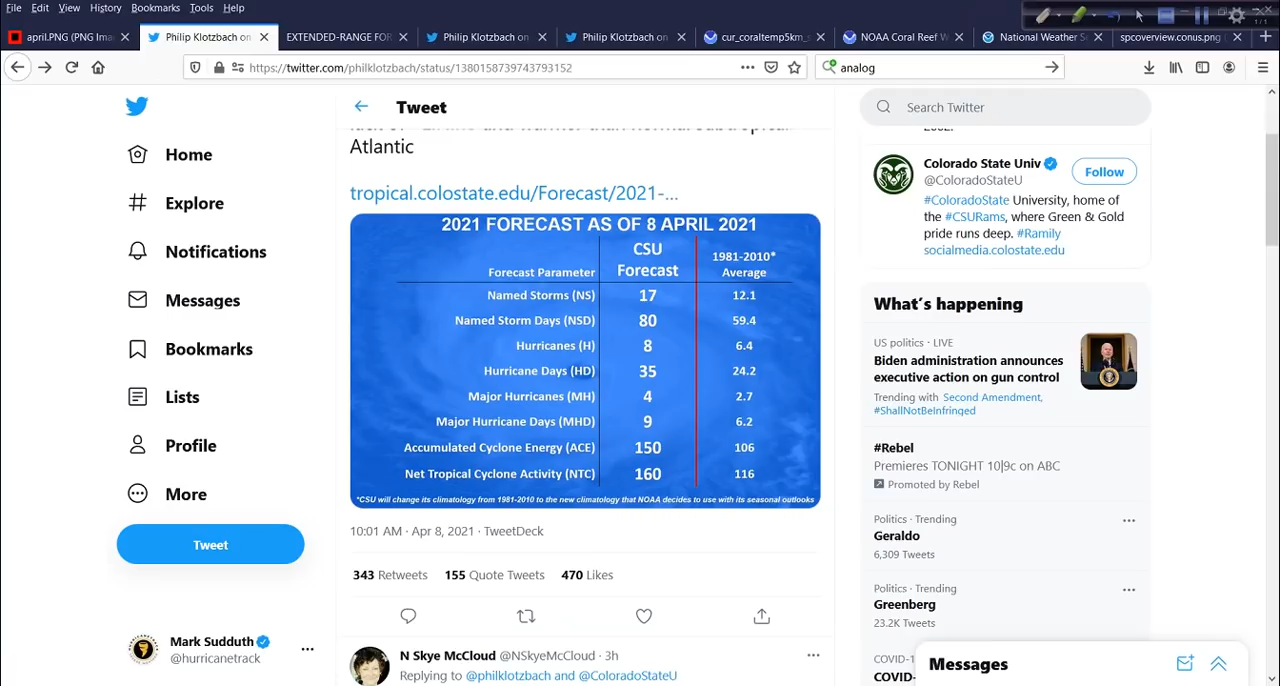 File Edit View History Bookmarks Tools Help
1/1
april.PNG (PNG Ima
Philip Klotzbach on
EXTENDED-RANGE FOR
Philip Klotzbach on
Philip Klotzbach on
cur_coraltemp5km_s
NOAA Coral Reef W
National Weather S
spcoverview.conus.png (
https://twitter.com/philklotzbach/status/1380158739743793152
analog
Home
Explore
Notifications
Messages
Bookmarks
Lists
Profile
More
Tweet
Mark Sudduth
@hurricanetrack
Tweet
Atlantic
tropical.colostate.edu/Forecast/2021-...
2021 FORECAST AS OF 8 APRIL 2021
Forecast Parameter CSU Forecast 1981-2010* Average
Named Storms (NS) 17 12.1
Named Storm Days (NSD) 80 59.4
Hurricanes (H) 8 6.4
Hurricane Days (HD) 35 24.2
Major Hurricanes (MH) 4 2.7
Major Hurricane Days (MHD) 9 6.2
Accumulated Cyclone Energy (ACE) 150 106
Net Tropical Cyclone Activity (NTC) 160 116
*CSU will change its climatology from 1981-2010 to the new climatology that NOAA decides to use with its seasonal outlooks
10:01 AM · Apr 8, 2021 · TweetDeck
343 Retweets 155 Quote Tweets 470 Likes
N Skye McCloud @NSkyeMcCloud · 3h
Replying to @philklotzbach and @ColoradoStateU
Search Twitter
Colorado State Univ
@ColoradoStateU
Follow
#ColoradoState University, home of
the #CSURams, where Green & Gold
pride runs deep. #Ramily
socialmedia.colostate.edu
What's happening
US politics · LIVE
Biden administration announces
executive action on gun control
Trending with Second Amendment,
#ShallNotBeInfringed
#Rebel
Premieres TONIGHT 10|9c on ABC
Promoted by Rebel
Politics · Trending
Geraldo
6,309 Tweets
Politics · Trending
Greenberg
23.2K Tweets
COVID-1
COVID-
Messages